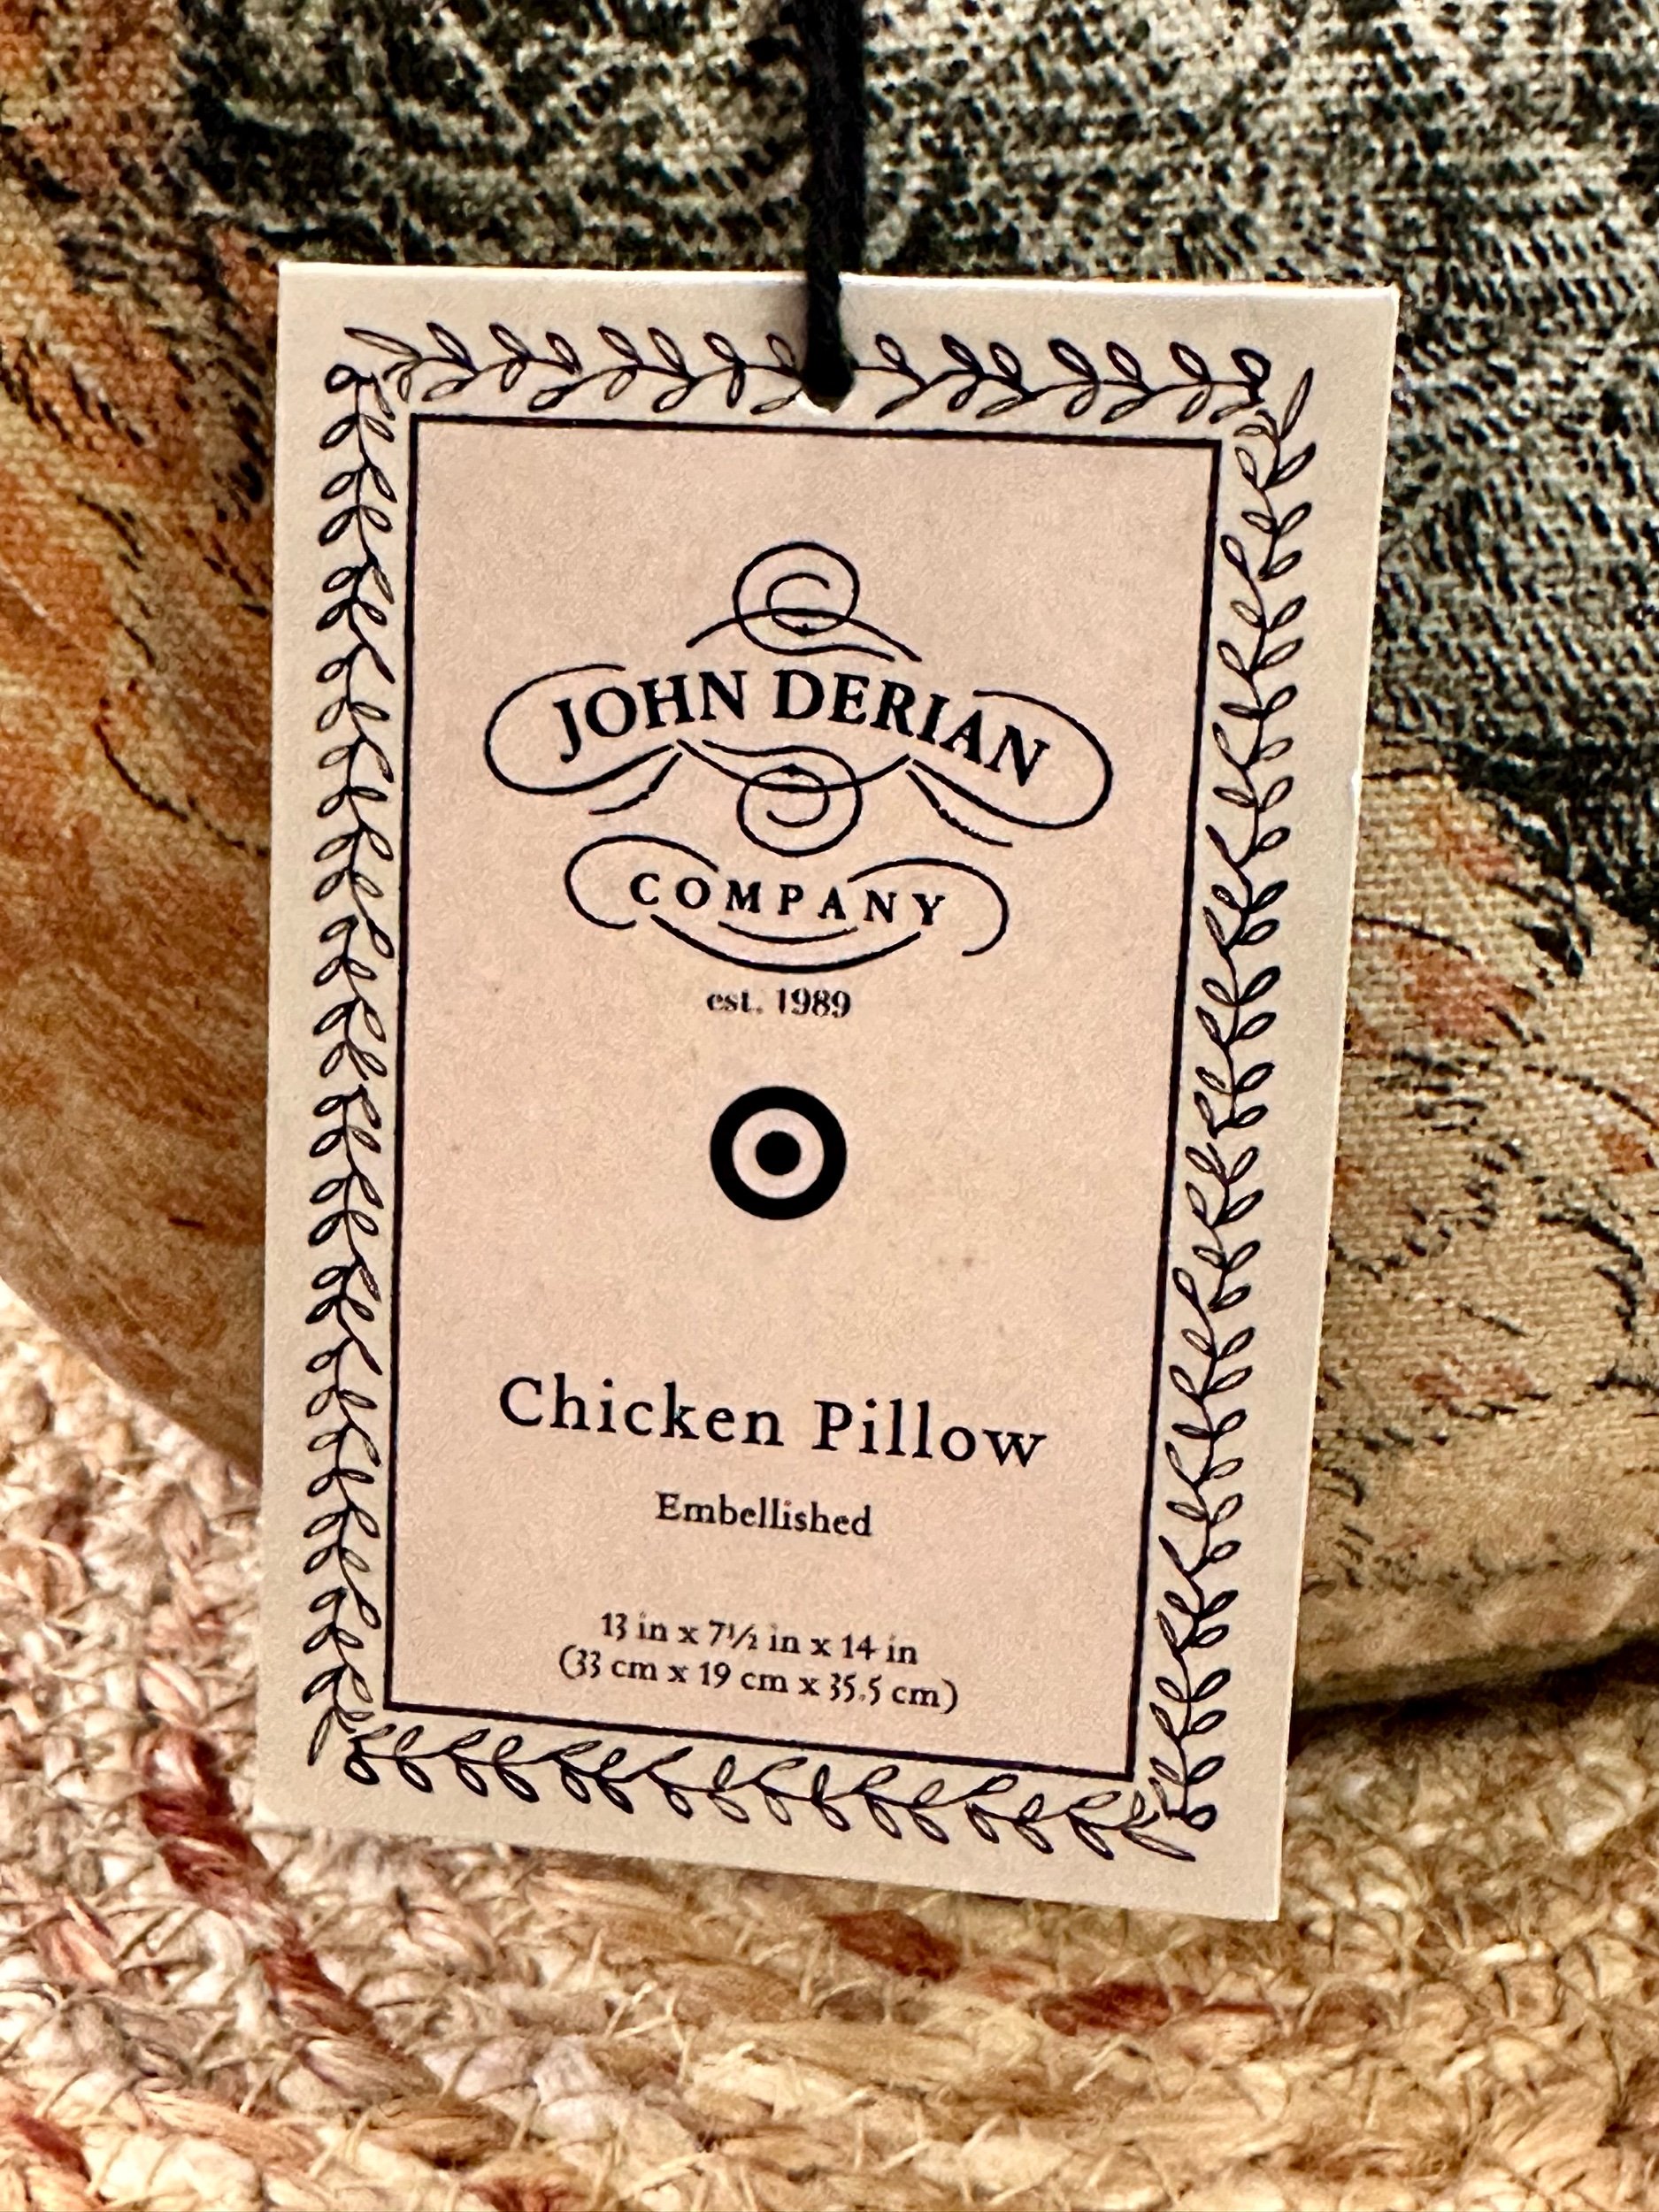 JOHN DERIAN
COMPANY
est. 1989
Chicken Pillow
Embellished
13 in x 7½ in x 14 in
(33 cm x 19 cm x 35.5 cm)